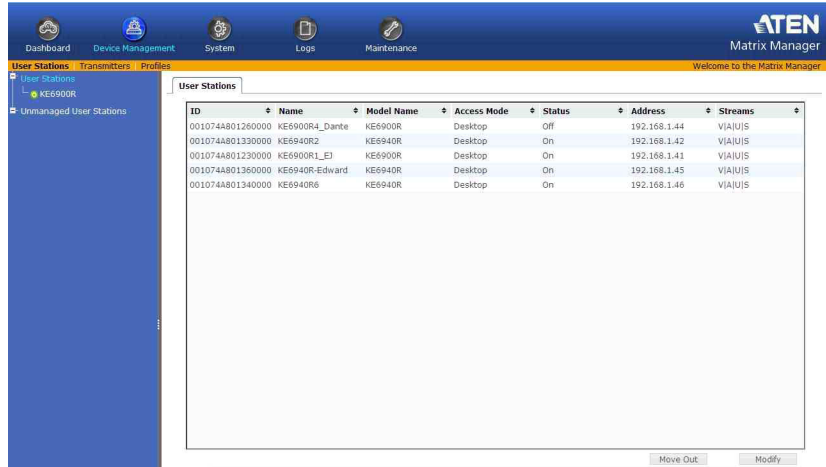 ATEN
Matrix Manager
Dashboard Device Management System Logs Maintenance
User Stations Transmitters Profiles Welcome to the Matrix Manager
User Stations
KE6900R
Unmanaged User Stations
User Stations
ID Name Model Name Access Mode Status Address Streams
001074A801260000 KE6900R4_Dante KE6900R Desktop Off 192.168.1.44 V|A|U|S
001074A801330000 KE6940R2 KE6940R Desktop On 192.168.1.42 V|A|U|S
001074A801230000 KE6900R1_EJ KE6900R Desktop On 192.168.1.41 V|A|U|S
001074A801360000 KE6940R-Edward KE6940R Desktop On 192.168.1.45 V|A|U|S
001074A801340000 KE6940R6 KE6940R Desktop On 192.168.1.46 V|A|U|S
Move Out Modify